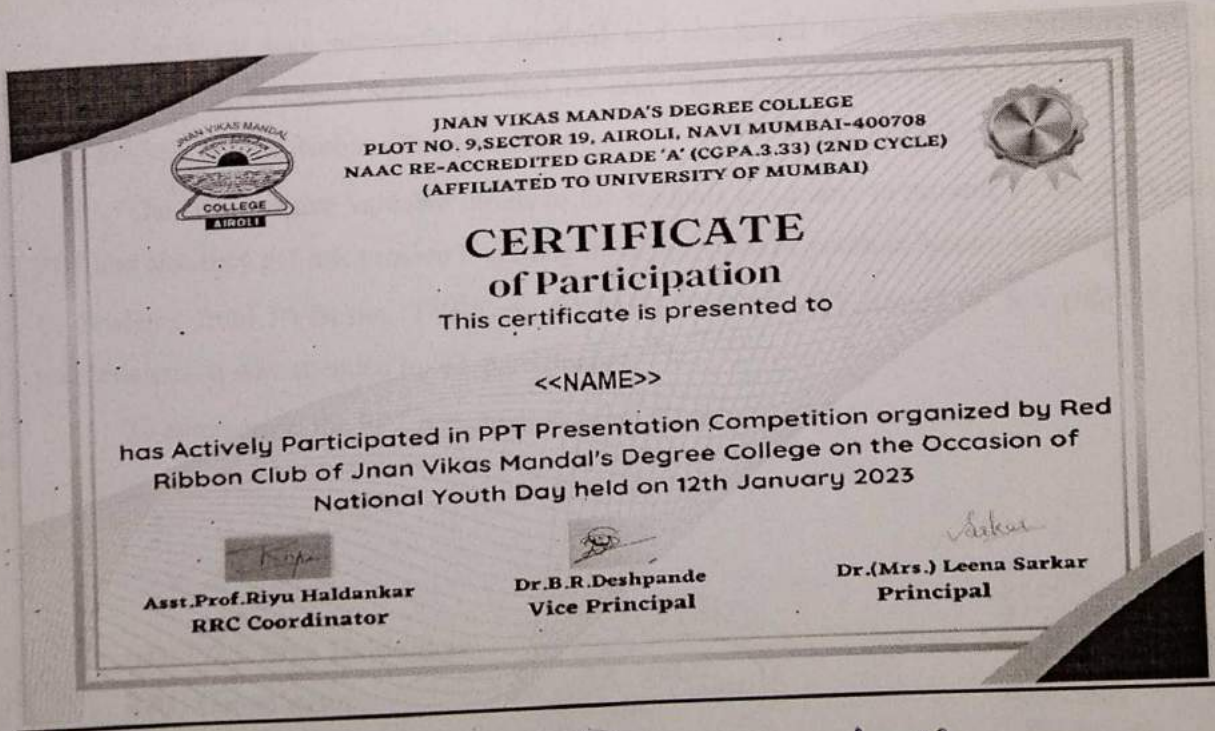 JNAN VIKAS MANDAL
COLLEGE
AIROLI
JNAN VIKAS MANDA'S DEGREE COLLEGE
PLOT NO. 9,SECTOR 19, AIROLI, NAVI MUMBAI-400708
NAAC RE-ACCREDITED GRADE 'A' (CGPA.3.33) (2ND CYCLE)
(AFFILIATED TO UNIVERSITY OF MUMBAI)
CERTIFICATE
of Participation
This certificate is presented to
<<NAME>>
has Actively Participated in PPT Presentation Competition organized by Red
Ribbon Club of Jnan Vikas Mandal's Degree College on the Occasion of
National Youth Day held on 12th January 2023
Sarkar
Asst.Prof.Riyu Haldankar
RRC Coordinator
Dr.B.R.Deshpande
Vice Principal
Dr.(Mrs.) Leena Sarkar
Principal